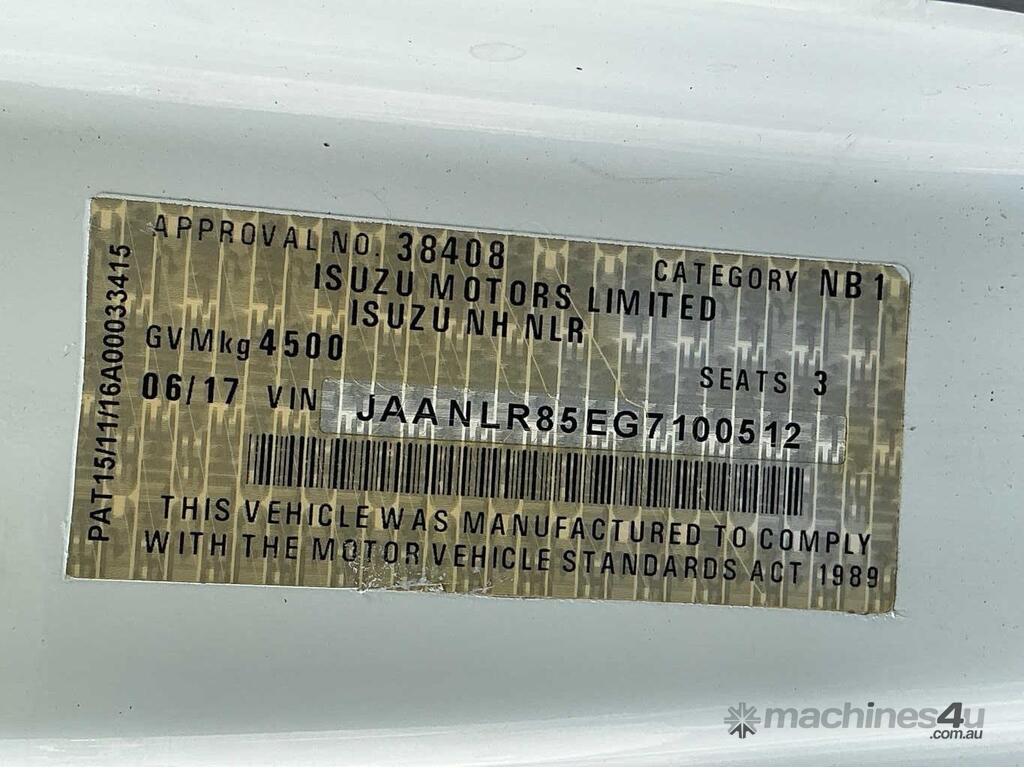 APPROVAL NO. 38408 CATEGORY NB1
ISUZU MOTORS LIMITED
ISUZU NH NLR
GVMkg 4500 SEATS 3
06/17 VIN JAANLR85EG7100512
THIS VEHICLE WAS MANUFACTURED TO COMPLY
WITH THE MOTOR VEHICLE STANDARDS ACT 1989
PAT15/11/16A00033415
machines4u
.com.au